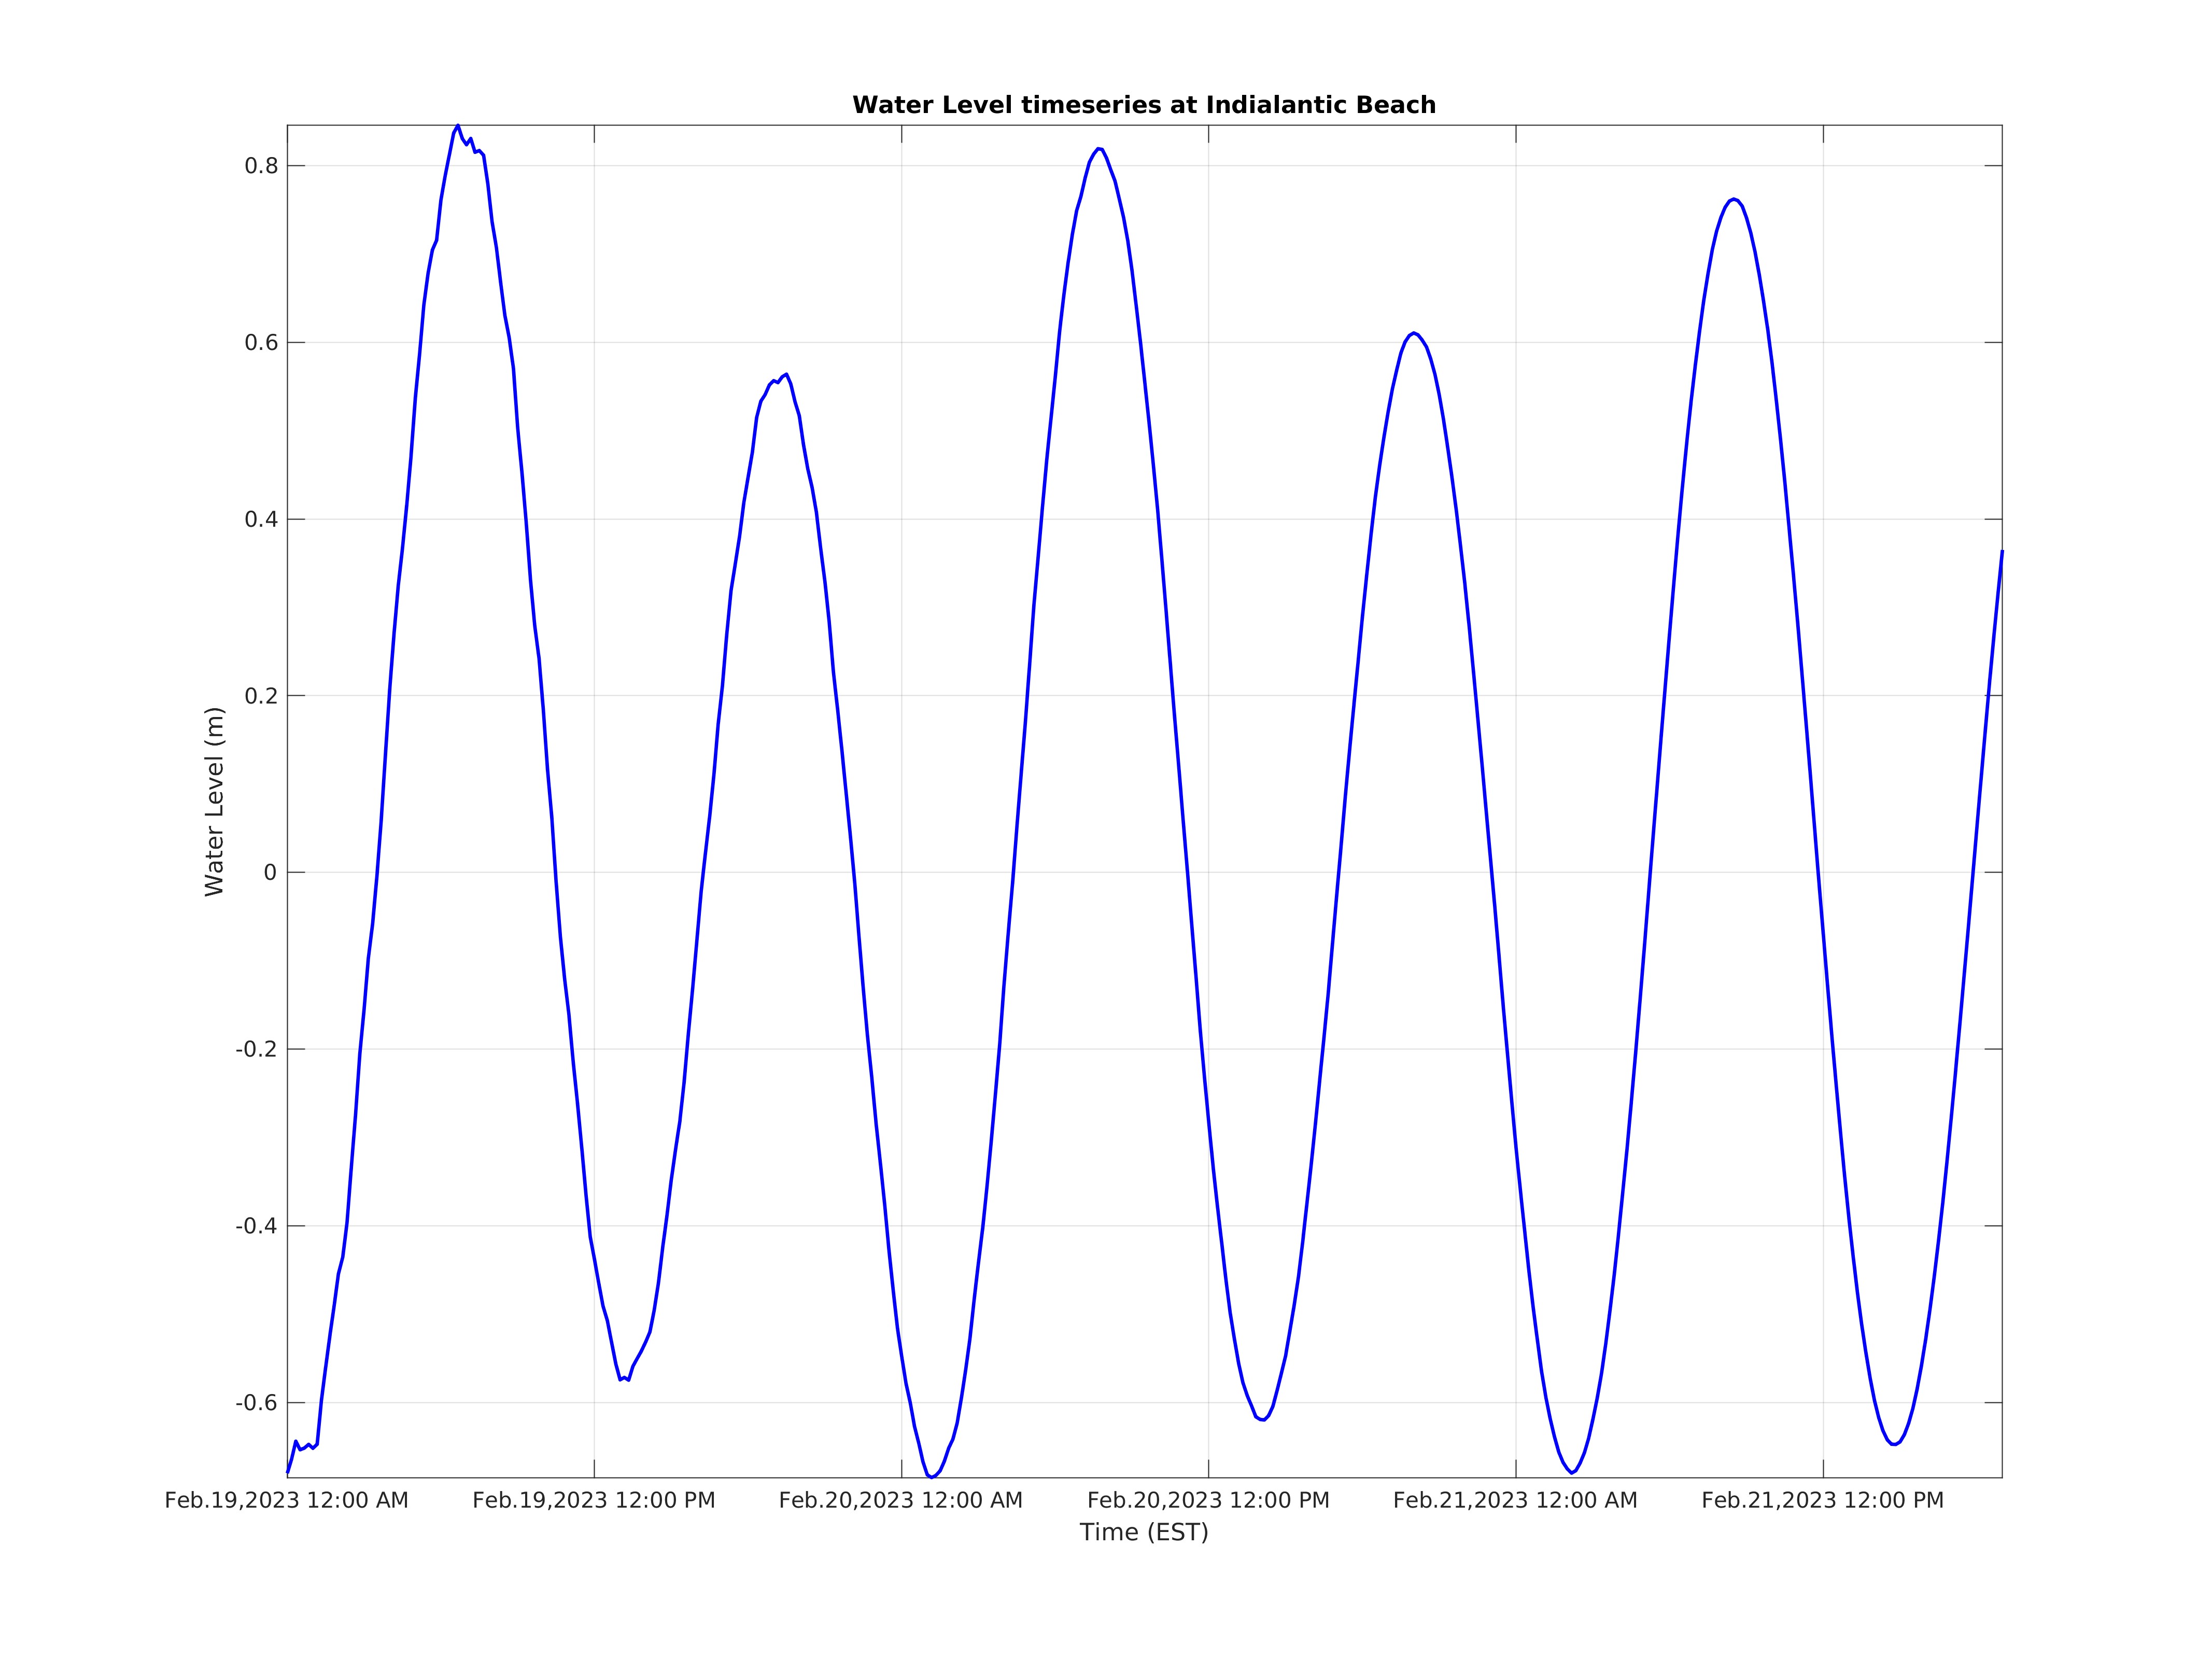 Water Level timeseries at Indialantic Beach
Water Level (m)
0.8
0.6
0.4
0.2
0
-0.2
-0.4
-0.6
Feb.19,2023 12:00 AM Feb.19,2023 12:00 PM Feb.20,2023 12:00 AM Feb.20,2023 12:00 PM Feb.21,2023 12:00 AM Feb.21,2023 12:00 PM
Time (EST)